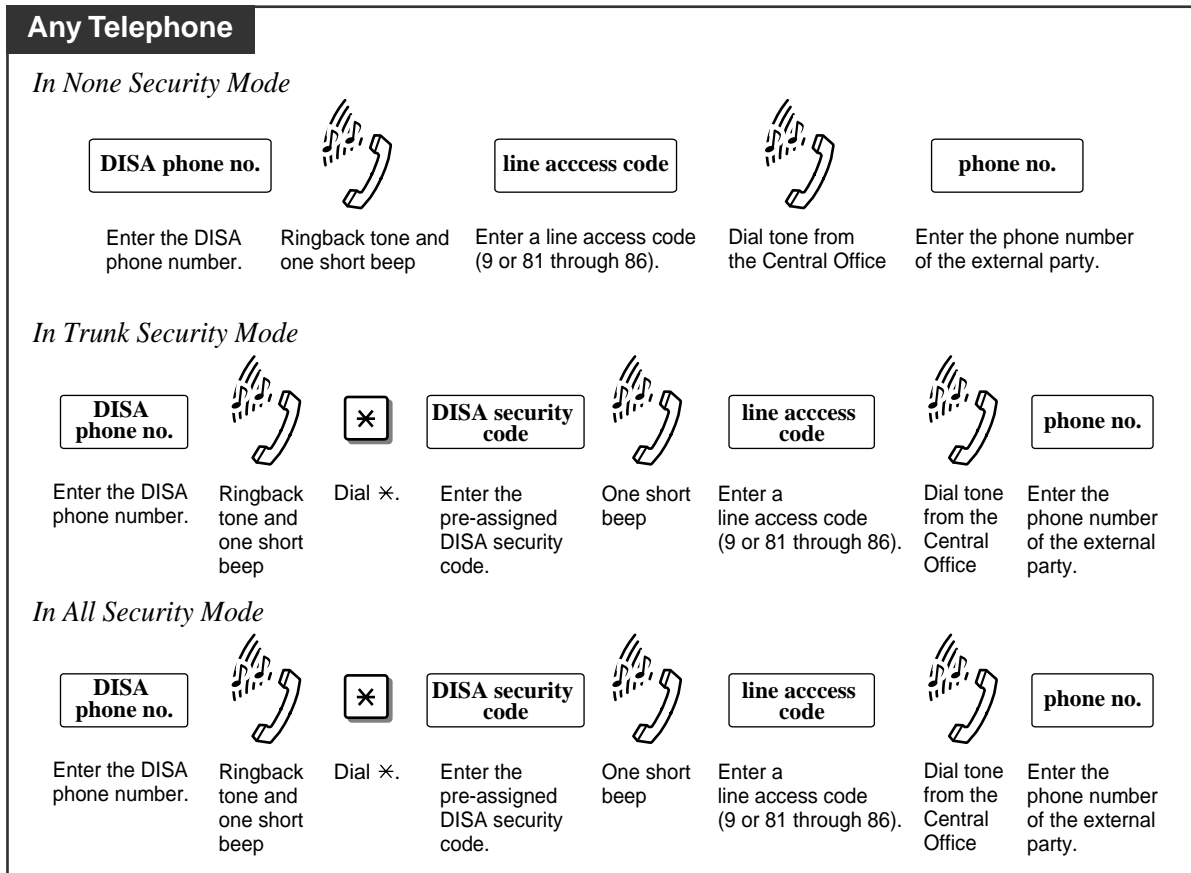 Any Telephone
In None Security Mode
DISA phone no.
line acccess code
phone no.
Enter the DISA
phone number.
Ringback tone and
one short beep
Enter a line access code
(9 or 81 through 86).
Dial tone from
the Central Office
Enter the phone number
of the external party.
In Trunk Security Mode
DISA
phone no.
*
DISA security
code
line acccess
code
phone no.
Enter the DISA
phone number.
Ringback
tone and
one short
beep
Dial *.
Enter the
pre-assigned
DISA security
code.
One short
beep
Enter a
line access code
(9 or 81 through 86).
Dial tone
from the
Central
Office
Enter the
phone number
of the external
party.
In All Security Mode
DISA
phone no.
*
DISA security
code
line acccess
code
phone no.
Enter the DISA
phone number.
Ringback
tone and
one short
beep
Dial *.
Enter the
pre-assigned
DISA security
code.
One short
beep
Enter a
line access code
(9 or 81 through 86).
Dial tone
from the
Central
Office
Enter the
phone number
of the external
party.